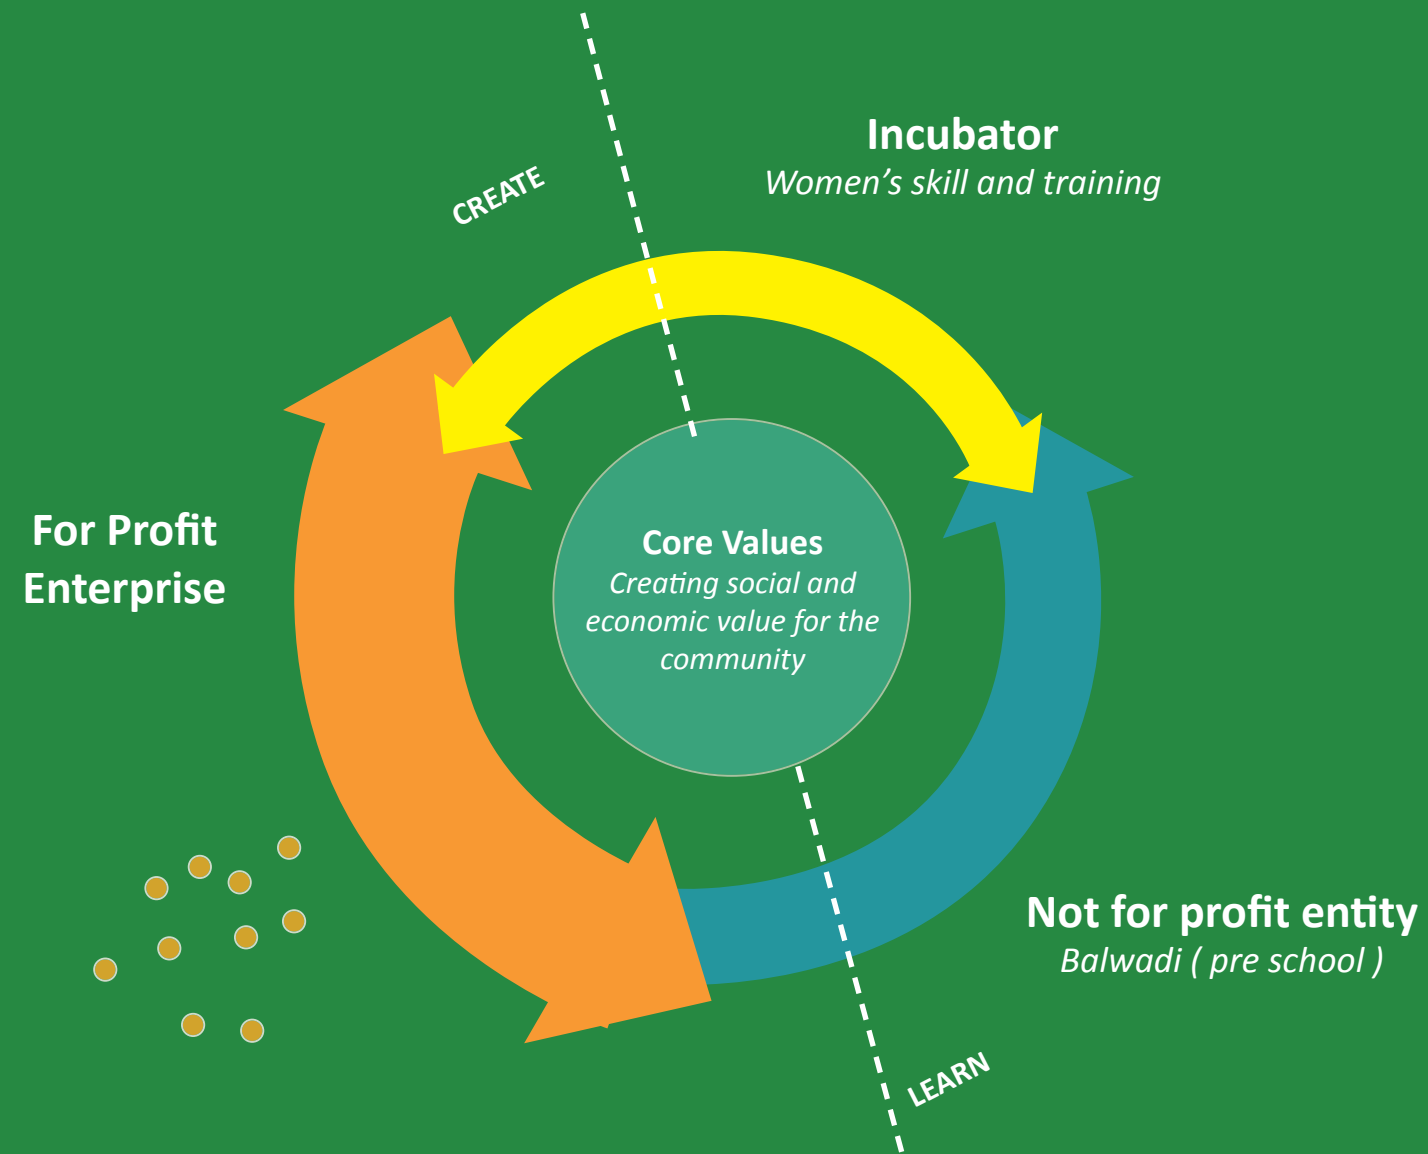 CREATE
Incubator
Women’s skill and training
For Profit
Enterprise
Core Values
Creating social and
economic value for the
community
Not for profit entity
Balwadi ( pre school )
LEARN